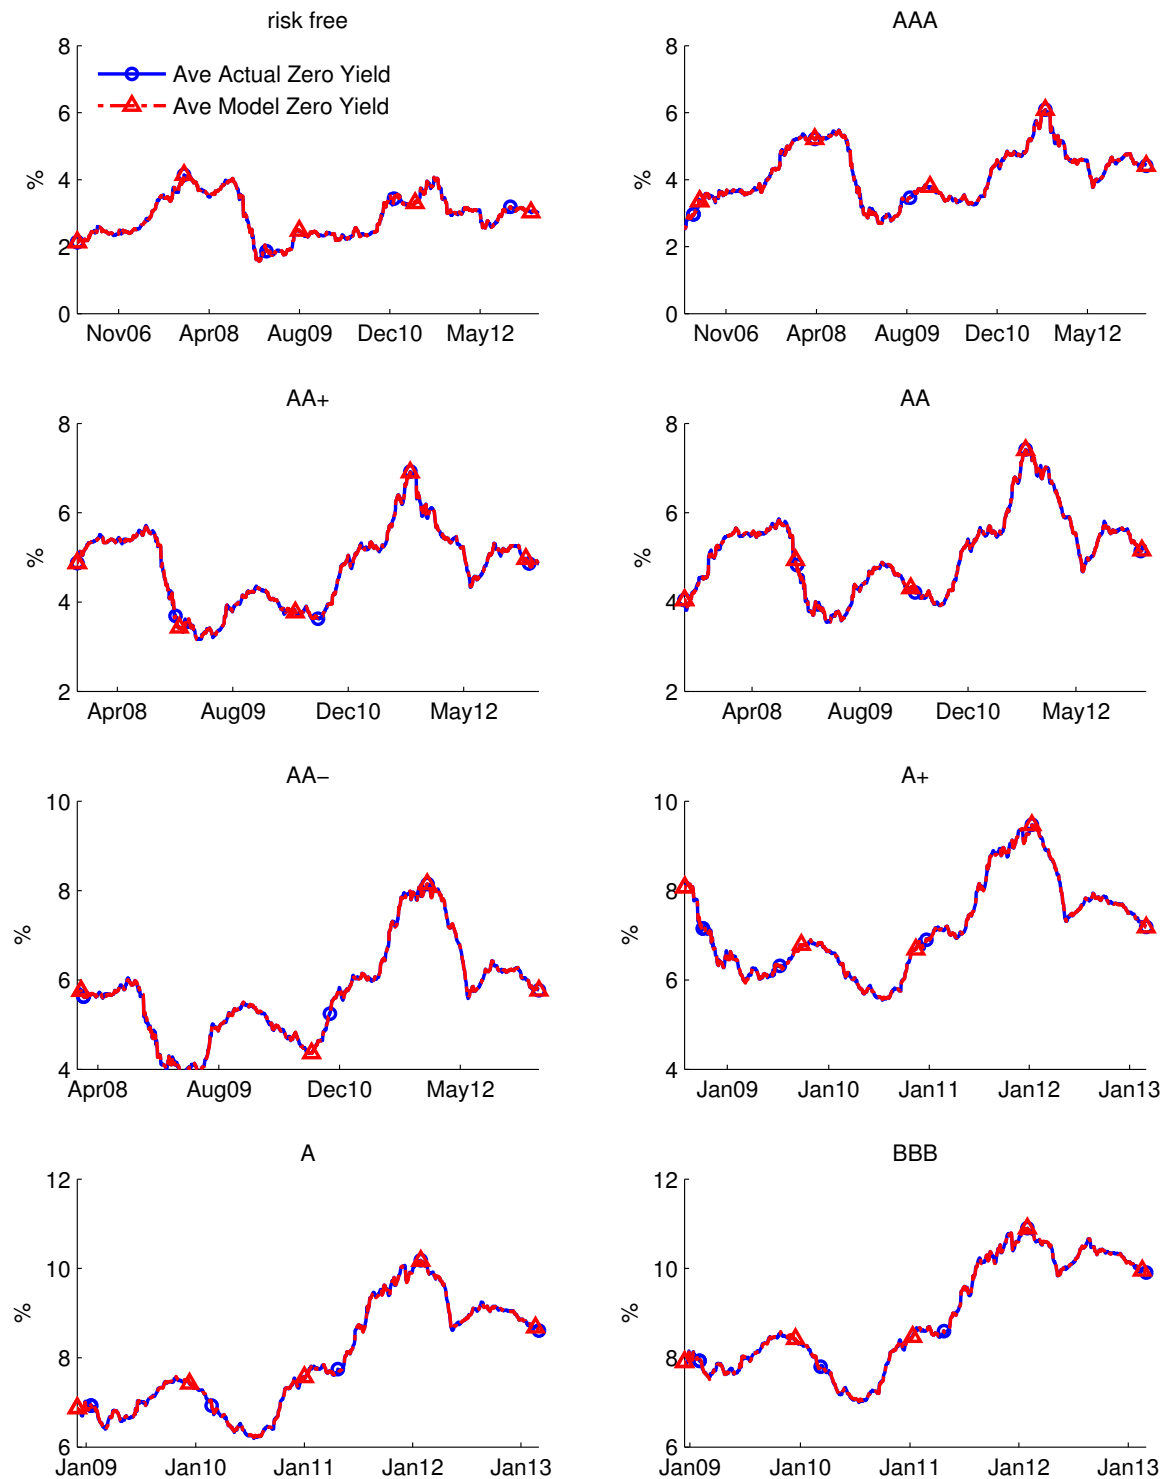 risk free
8
6
4
2
0
%
Ave Actual Zero Yield
Ave Model Zero Yield
Nov06 Apr08 Aug09 Dec10 May12
AAA
8
6
4
2
0
%
Nov06 Apr08 Aug09 Dec10 May12
AA+
8
6
4
2
%
Apr08 Aug09 Dec10 May12
AA
8
6
4
2
%
Apr08 Aug09 Dec10 May12
AA−
10
8
6
4
%
Apr08 Aug09 Dec10 May12
A+
10
8
6
4
%
Jan09 Jan10 Jan11 Jan12 Jan13
A
12
10
8
6
%
Jan09 Jan10 Jan11 Jan12 Jan13
BBB
12
10
8
6
%
Jan09 Jan10 Jan11 Jan12 Jan13